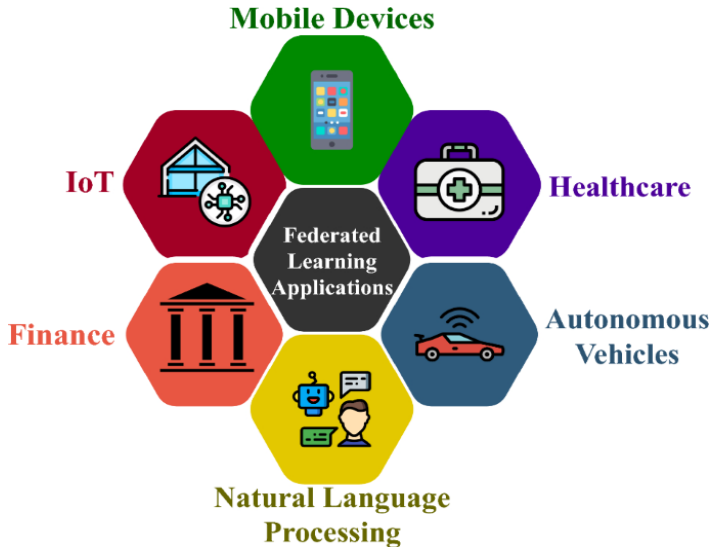 Mobile Devices
IoT
Healthcare
Federated
Learning
Applications
Finance
Autonomous
Vehicles
Natural Language
Processing